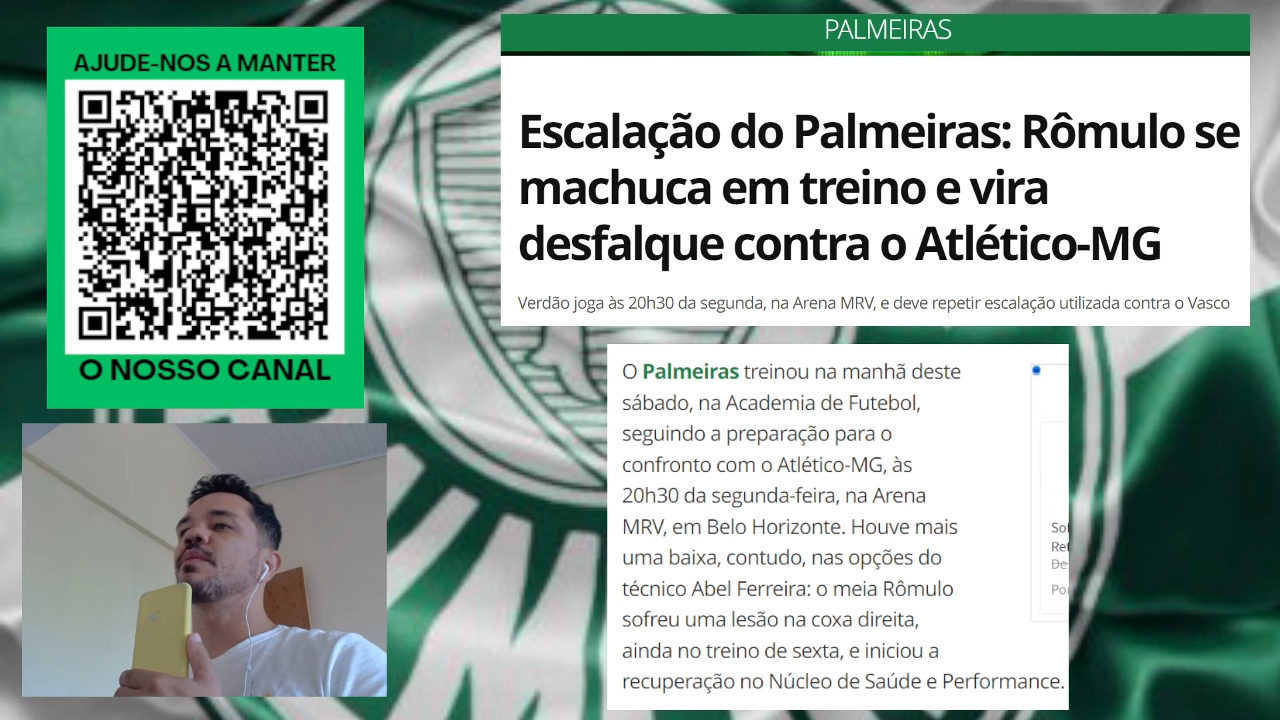 AJUDE-NOS A MANTER
O NOSSO CANAL
PALMEIRAS
Escalação do Palmeiras: Rômulo se
machuca em treino e vira
desfalque contra o Atlético-MG
Verdão joga às 20h30 da segunda, na Arena MRV, e deve repetir escalação utilizada contra o Vasco
O Palmeiras treinou na manhã deste
sábado, na Academia de Futebol,
seguindo a preparação para o
confronto com o Atlético-MG, às
20h30 da segunda-feira, na Arena
MRV, em Belo Horizonte. Houve mais
uma baixa, contudo, nas opções do
técnico Abel Ferreira: o meia Rômulo
sofreu uma lesão na coxa direita,
ainda no treino de sexta, e iniciou a
recuperação no Núcleo de Saúde e Performance.